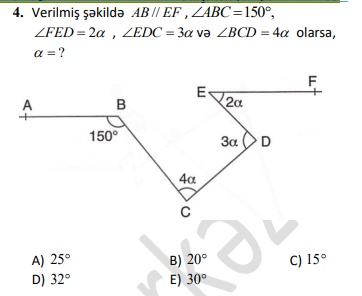 4. Verilmiş şəkildə AB // EF , ∠ABC = 150°,
∠FED = 2α , ∠EDC = 3α və ∠BCD = 4α olarsa,
α = ?
F
E
2α
A
B
150°
3α
D
4α
C
A) 25°
B) 20°
C) 15°
D) 32°
E) 30°